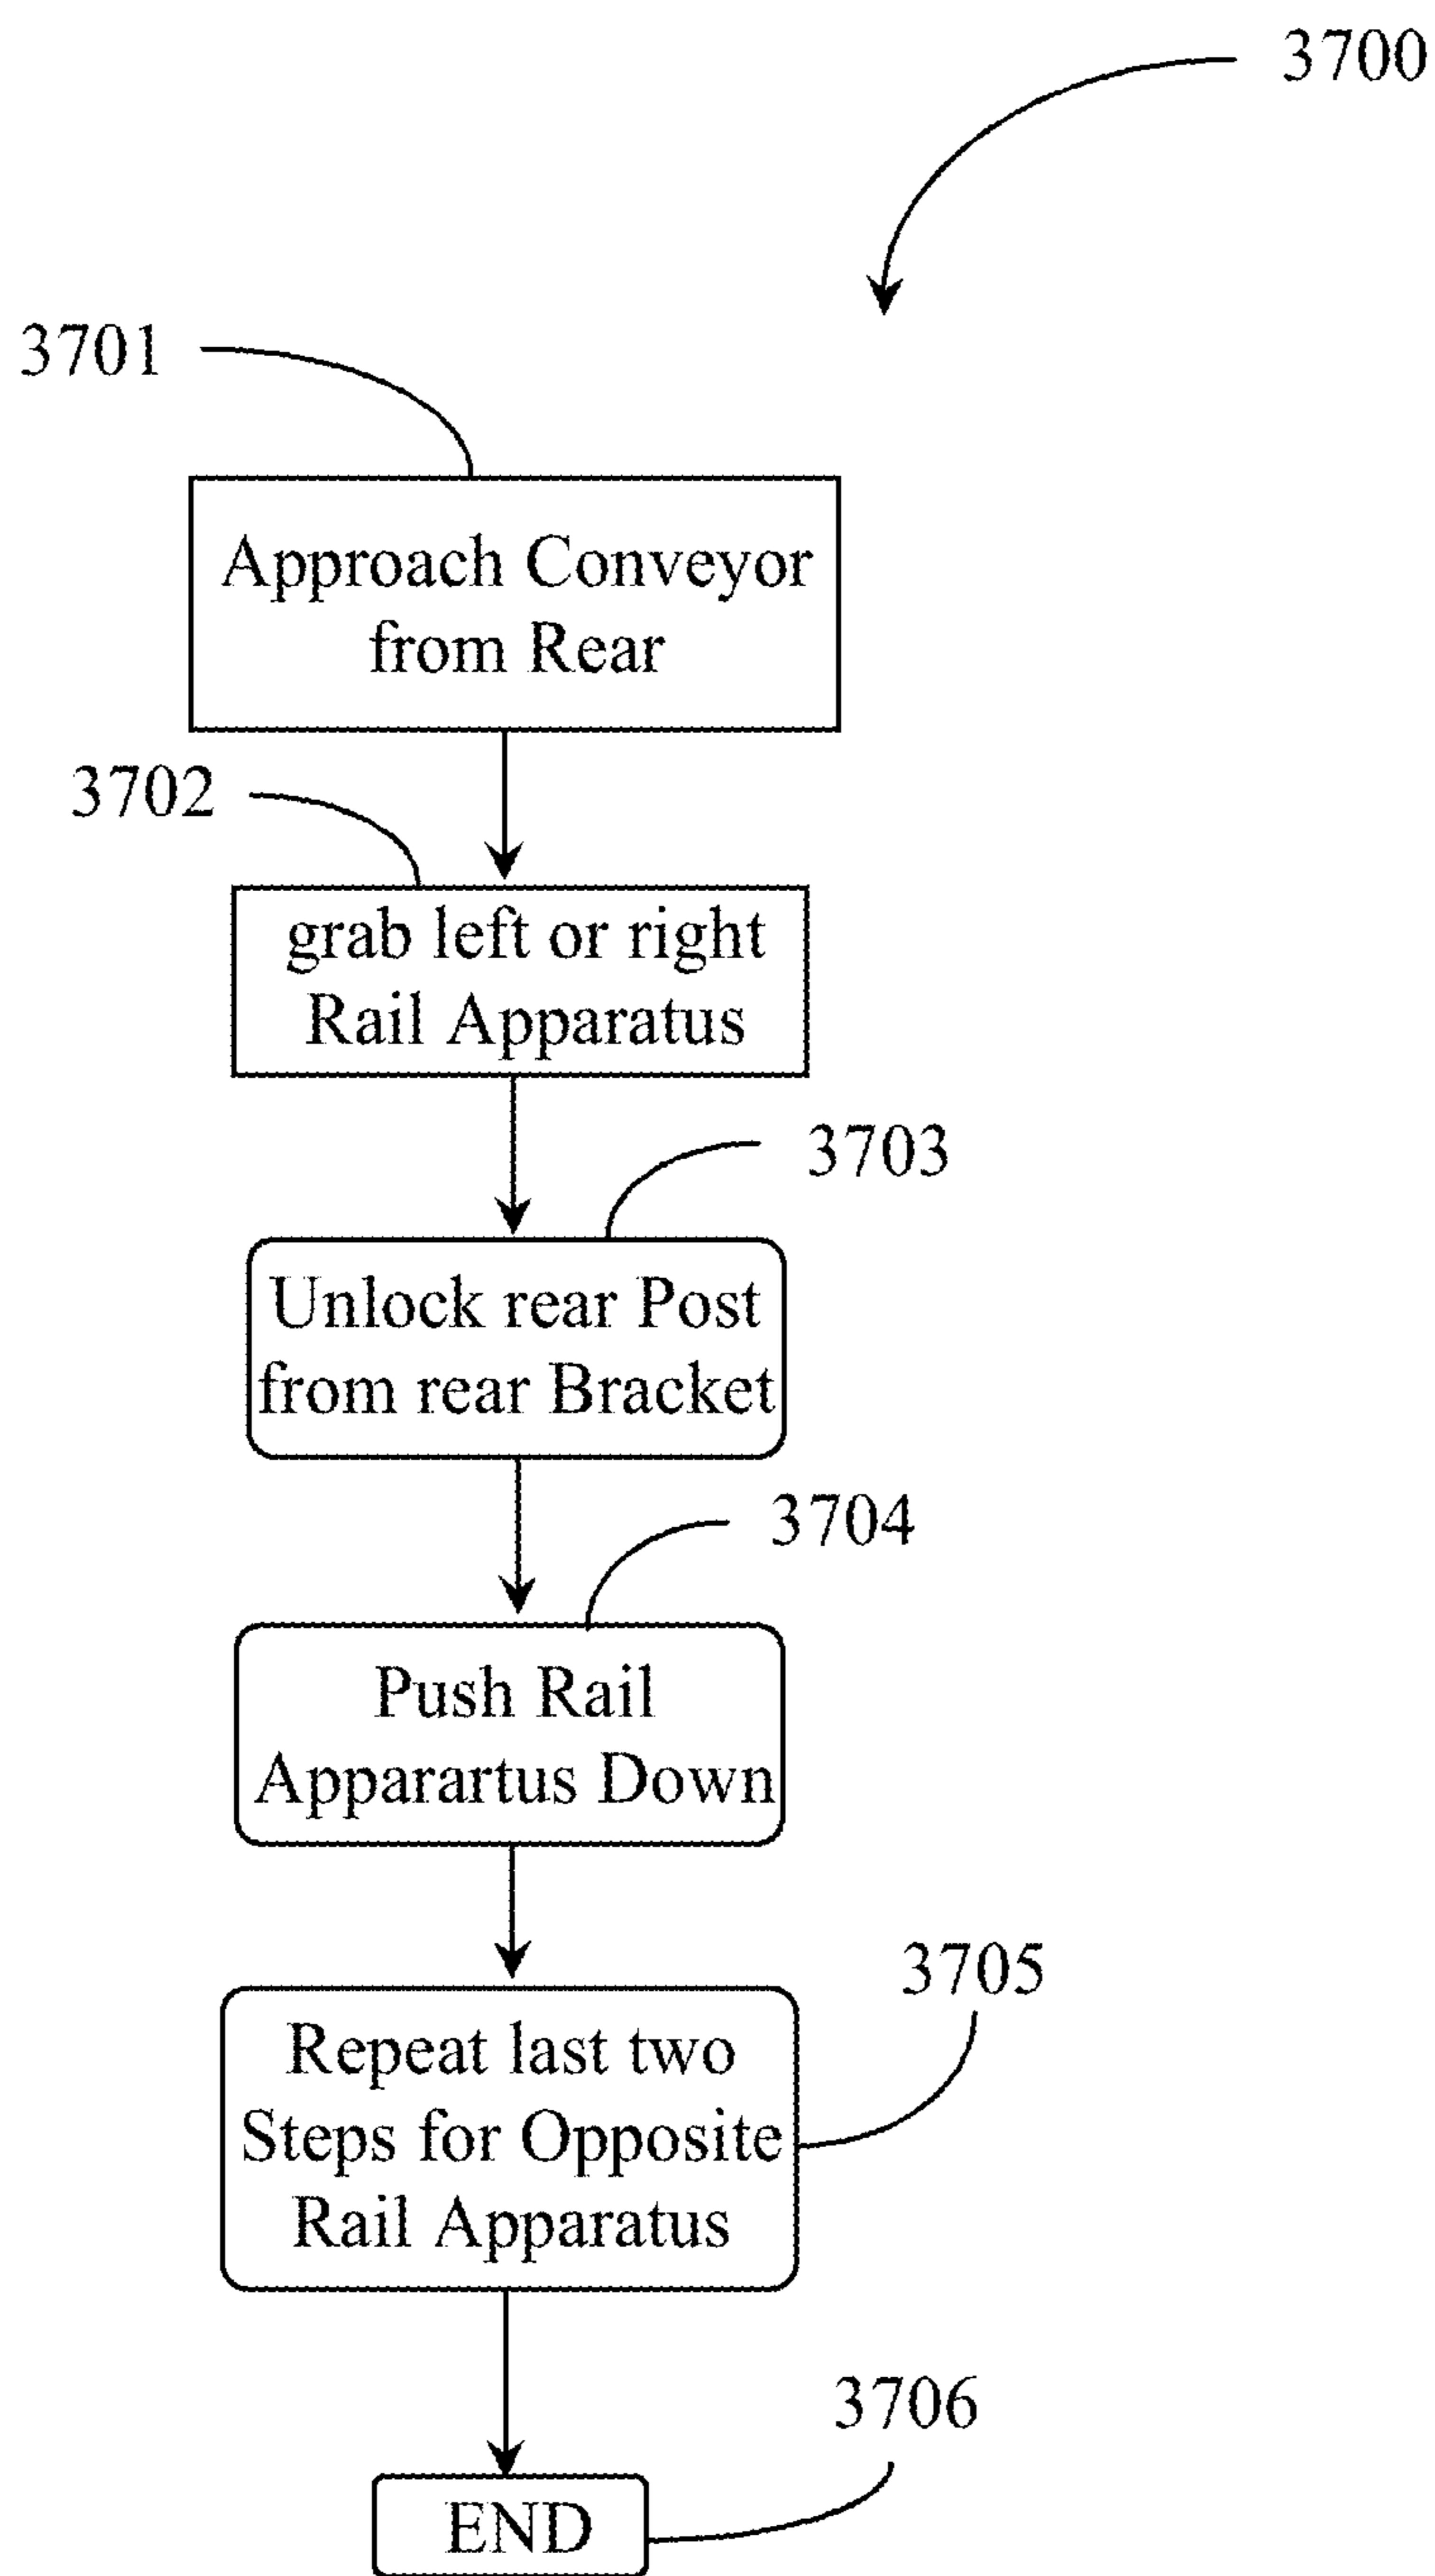 3700
3701
Approach Conveyor
from Rear
3702
grab left or right
Rail Apparatus
3703
Unlock rear Post
from rear Bracket
3704
Push Rail
Apparartus Down
3705
Repeat last two
Steps for Opposite
Rail Apparatus
3706
END